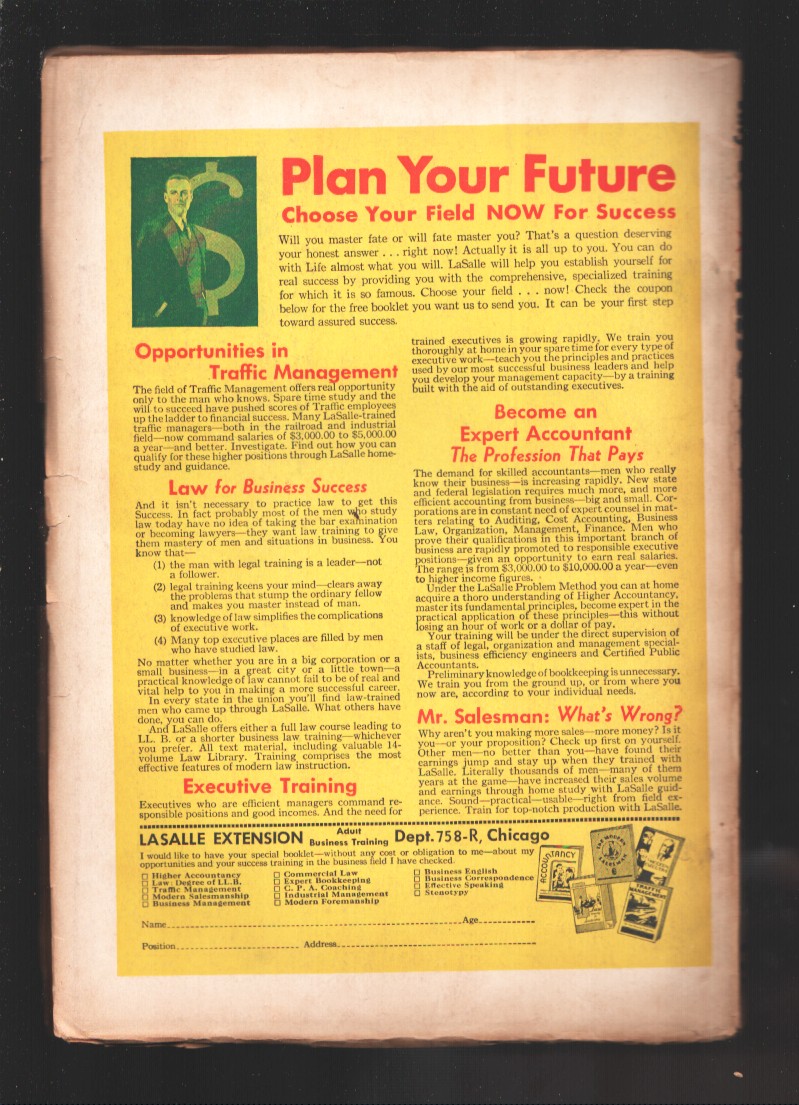 Plan Your Future
Choose Your Field NOW For Success
Will you master fate or will fate master you? That's a question deserving
your honest answer . . . right now! Actually it is all up to you. You can do
with Life almost what you will. LaSalle will help you establish yourself for
real success by providing you with the comprehensive, specialized training
for which it is so famous. Choose your field . . . now! Check the coupon
below for the free booklet you want us to send you. It can be your first step
toward assured success.
Opportunities in
Traffic Management
The field of Traffic Management offers real opportunity
only to the man who knows. Spare time study and the
will to succeed have pushed scores of Traffic employees
up the ladder to financial success. Many LaSalle-trained
traffic managers—both in the railroad and industrial
field—now command salaries of $3,000.00 to $5,000.00
a year—and better. Investigate. Find out how you can
qualify for these higher positions through LaSalle home-
study and guidance.
Law for Business Success
And it isn't necessary to practice law to get this
Success. In fact probably most of the men who study
law today have no idea of taking the bar examination
or becoming lawyers—they want law training to give
them mastery of men and situations in business. You
know that—
(1) the man with legal training is a leader—not
a follower.
(2) legal training keens your mind—clears away
the problems that stump the ordinary fellow
and makes you master instead of man.
(3) knowledge of law simplifies the complications
of executive work.
(4) Many top executive places are filled by men
who have studied law.
No matter whether you are in a big corporation or a
small business—in a great city or a little town—a
practical knowledge of law cannot fail to be of real and
vital help to you in making a more successful career.
In every state in the union you'll find law-trained
men who came up through LaSalle. What others have
done, you can do.
And LaSalle offers either a full law course leading to
LL. B. or a shorter business law training—whichever
you prefer. All text material, including valuable 14-
volume Law Library. Training comprises the most
effective features of modern law instruction.
Executive Training
Executives who are efficient managers command re-
sponsible positions and good incomes. And the need for
trained executives is growing rapidly. We train you
thoroughly at home in your spare time for every type of
executive work—teach you the principles and practices
used by our most successful business leaders and help
you develop your management capacity—by a training
built with the aid of outstanding executives.
Become an
Expert Accountant
The Profession That Pays
The demand for skilled accountants—men who really
know their business—is increasing rapidly. New state
and federal legislation requires much more, and more
efficient accounting from business—big and small. Cor-
porations are in constant need of expert counsel in mat-
ters relating to Auditing, Cost Accounting, Business
Law, Organization, Management, Finance. Men who
prove their qualifications in this important branch of
business are rapidly promoted to responsible executive
positions—given an opportunity to earn real salaries.
The range is from $3,000.00 to $10,000.00 a year—even
to higher income figures.
Under the LaSalle Problem Method you can at home
acquire a thoro understanding of Higher Accountancy,
master its fundamental principles, become expert in the
practical application of these principles—this without
losing an hour of work or a dollar of pay.
Your training will be under the direct supervision of
a staff of legal, organization and management special-
ists, business efficiency engineers and Certified Public
Accountants.
Preliminary knowledge of bookkeeping is unnecessary.
We train you from the ground up, or from where you
now are, according to your individual needs.
Mr. Salesman: What's Wrong?
Why aren't you making more sales—more money? Is it
you—or your proposition? Check up first on yourself.
Other men—no better than you—have found their
earnings jump and stay up when they trained with
LaSalle. Literally thousands of men—many of them
years at the game—have increased their sales volume
and earnings through home study with LaSalle guid-
ance. Sound—practical—usable—right from field ex-
perience. Train for top-notch production with LaSalle.
LASALLE EXTENSION Adult Business Training Dept. 758-R, Chicago
I would like to have your special booklet—without any cost or obligation to me—about my
opportunities and your success training in the business field I have checked.
Higher Accountancy
Law: Degree of LL.B.
Traffic Management
Modern Salesmanship
Business Management
Commercial Law
Expert Bookkeeping
C. P. A. Coaching
Industrial Management
Modern Foremanship
Business English
Business Correspondence
Effective Speaking
Stenotypy
Name Age
Position Address
ACCOUNTANCY
TRAFFIC
MANAGEMENT